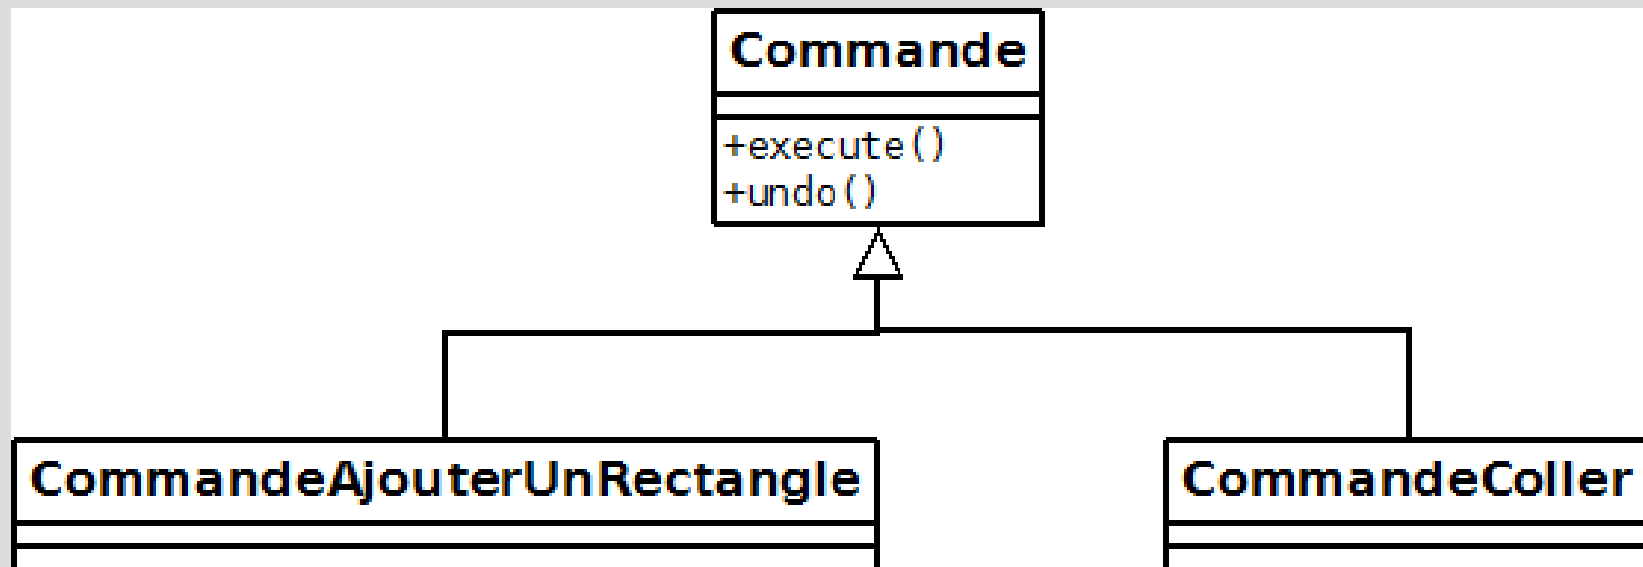 Commande
+execute()
+undo()
CommandeAjouterUnRectangle
CommandeColler